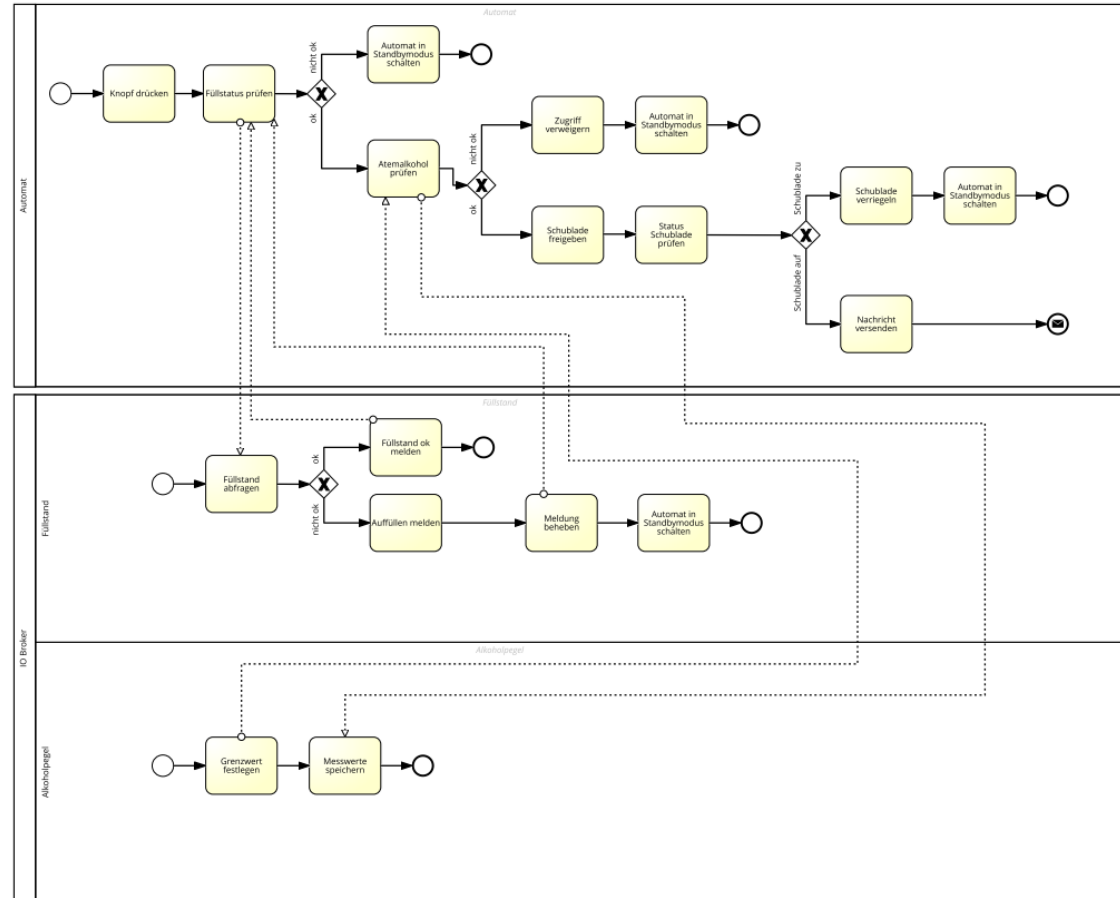 Automat
Automat
Knopf drücken
Füllstatus prüfen
nicht ok
ok
Automat in
Standbymodus
schalten
Atemalkohol
prüfen
nicht ok
ok
Zugriff
verweigern
Automat in
Standbymodus
schalten
Schublade
freigeben
Status
Schublade
prüfen
Schublade zu
Schublade auf
Schublade
verriegeln
Automat in
Standbymodus
schalten
Nachricht
versenden
IO Broker
Füllstand
Füllstand
Füllstand
abfragen
ok
nicht ok
Füllstand ok
melden
Auffüllen melden
Meldung
beheben
Automat in
Standbymodus
schalten
Alkoholpegel
Alkoholpegel
Grenzwert
festlegen
Messwerte
speichern